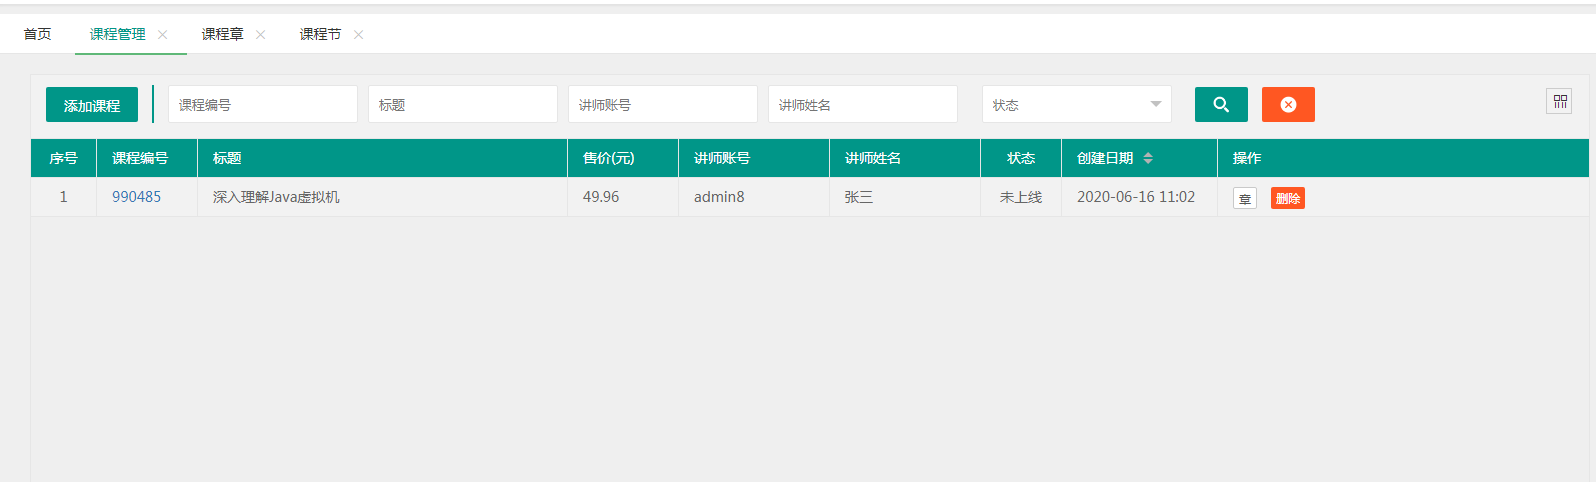 首页 课程管理 课程章 课程节
添加课程 课程编号 标题 讲师账号 讲师姓名 状态
序号 课程编号 标题 售价(元) 讲师账号 讲师姓名 状态 创建日期 操作
1 990485 深入理解Java虚拟机 49.96 admin8 张三 未上线 2020-06-16 11:02 章 删除